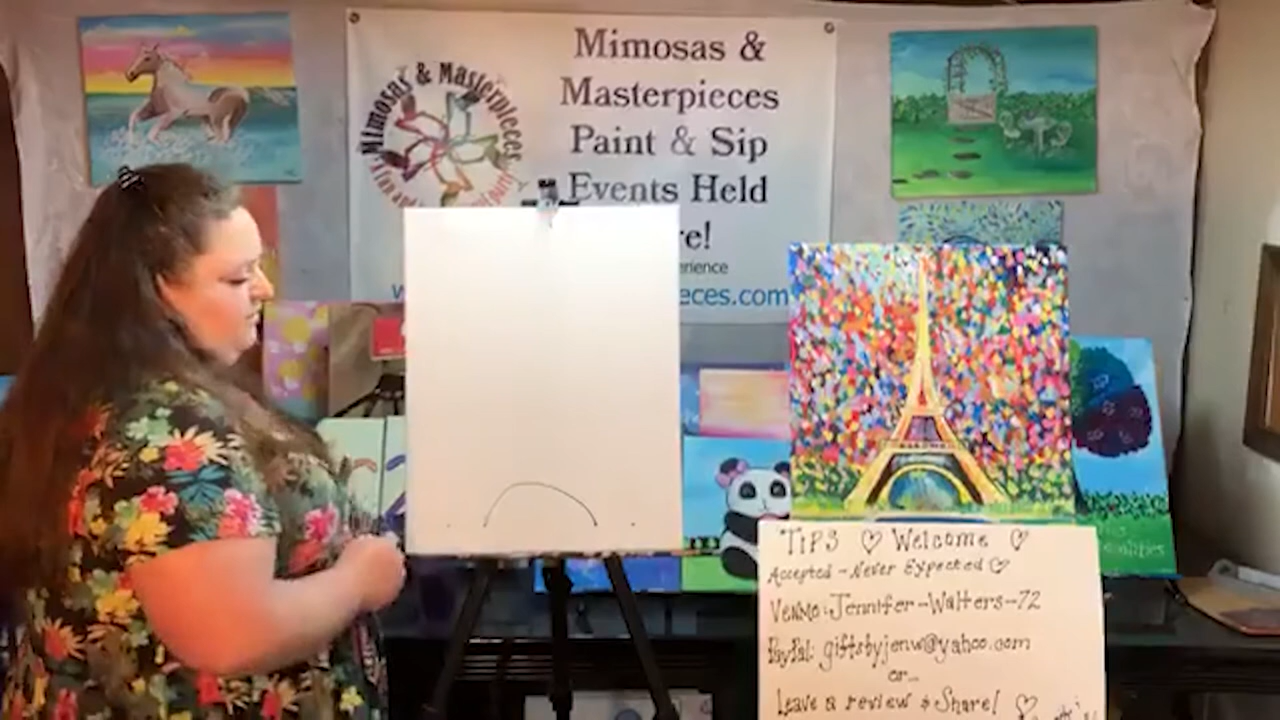 Mimosas &
Masterpieces
Paint & Sip
Events Held
re!
rience
eces.com
Mimosas & Masterpieces
TIPS ♡ Welcome ♡
Accepted - Never Expected ♡
Venmo: Jennifer-Walters-72
PayPal: giftsbyjenw@yahoo.com
or...
Leave a review & Share! ♡